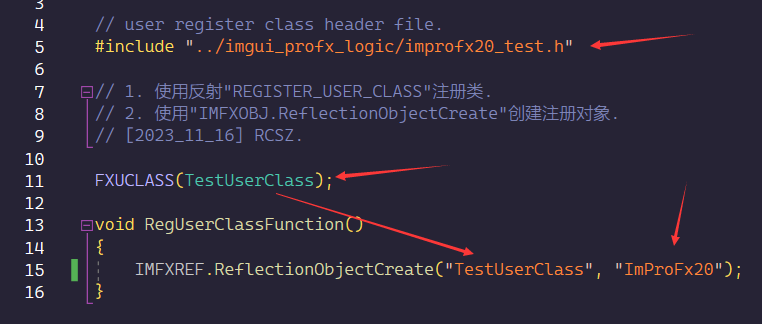 3
4 // user register class header file.
5 #include "../imgui_profx_logic/improfx20_test.h"
6
7 // 1. 使用反射"REGISTER_USER_CLASS"注册类.
8 // 2. 使用"IMFXOBJ.ReflectionObjectCreate"创建注册对象.
9 // [2023_11_16] RCSZ.
10
11 FXUCLASS(TestUserClass);
12
13 void RegUserClassFunction()
14 {
15 IMFXREF.ReflectionObjectCreate("TestUserClass", "ImProFx20");
16 }